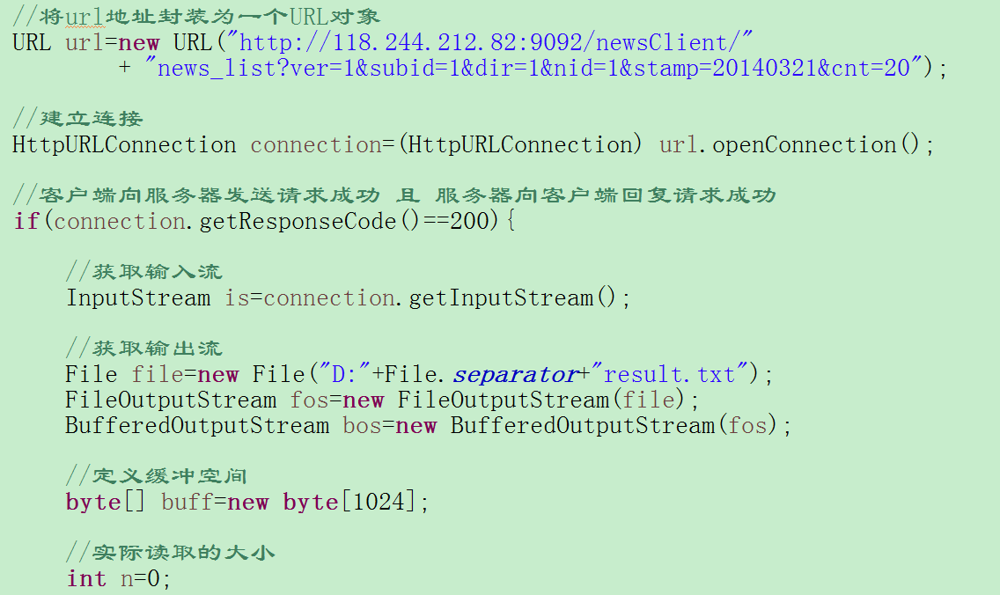 //将url地址封装为一个URL对象
URL url=new URL("http://118.244.212.82:9092/newsClient/"
+ "news_list?ver=1&subid=1&dir=1&nid=1&stamp=20140321&cnt=20");
//建立连接
HttpURLConnection connection=(HttpURLConnection) url.openConnection();
//客户端向服务器发送请求成功 且 服务器向客户端回复请求成功
if(connection.getResponseCode()==200){
//获取输入流
InputStream is=connection.getInputStream();
//获取输出流
File file=new File("D:"+File.separator+"result.txt");
FileOutputStream fos=new FileOutputStream(file);
BufferedOutputStream bos=new BufferedOutputStream(fos);
//定义缓冲空间
byte[] buff=new byte[1024];
//实际读取的大小
int n=0;